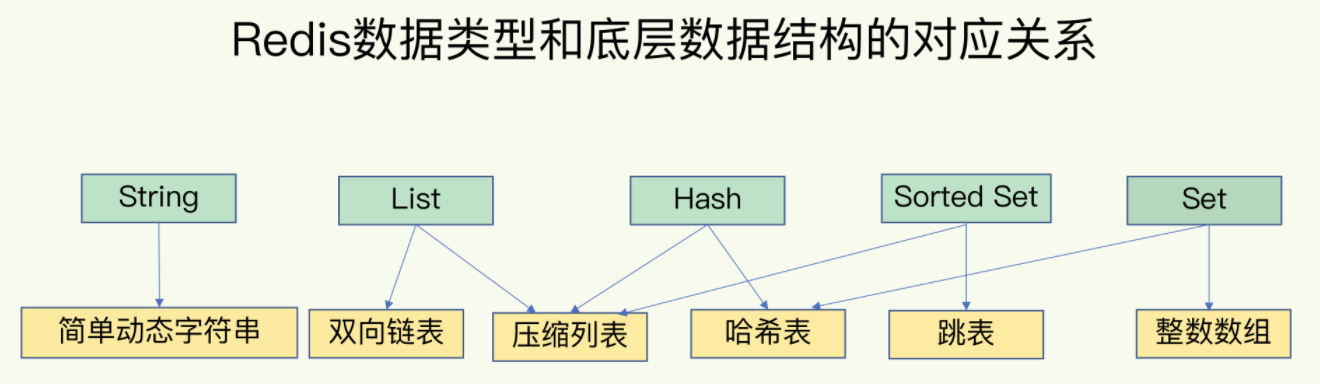 Redis数据类型和底层数据结构的对应关系
String
List
Hash
Sorted Set
Set
简单动态字符串
双向链表
压缩列表
哈希表
跳表
整数数组